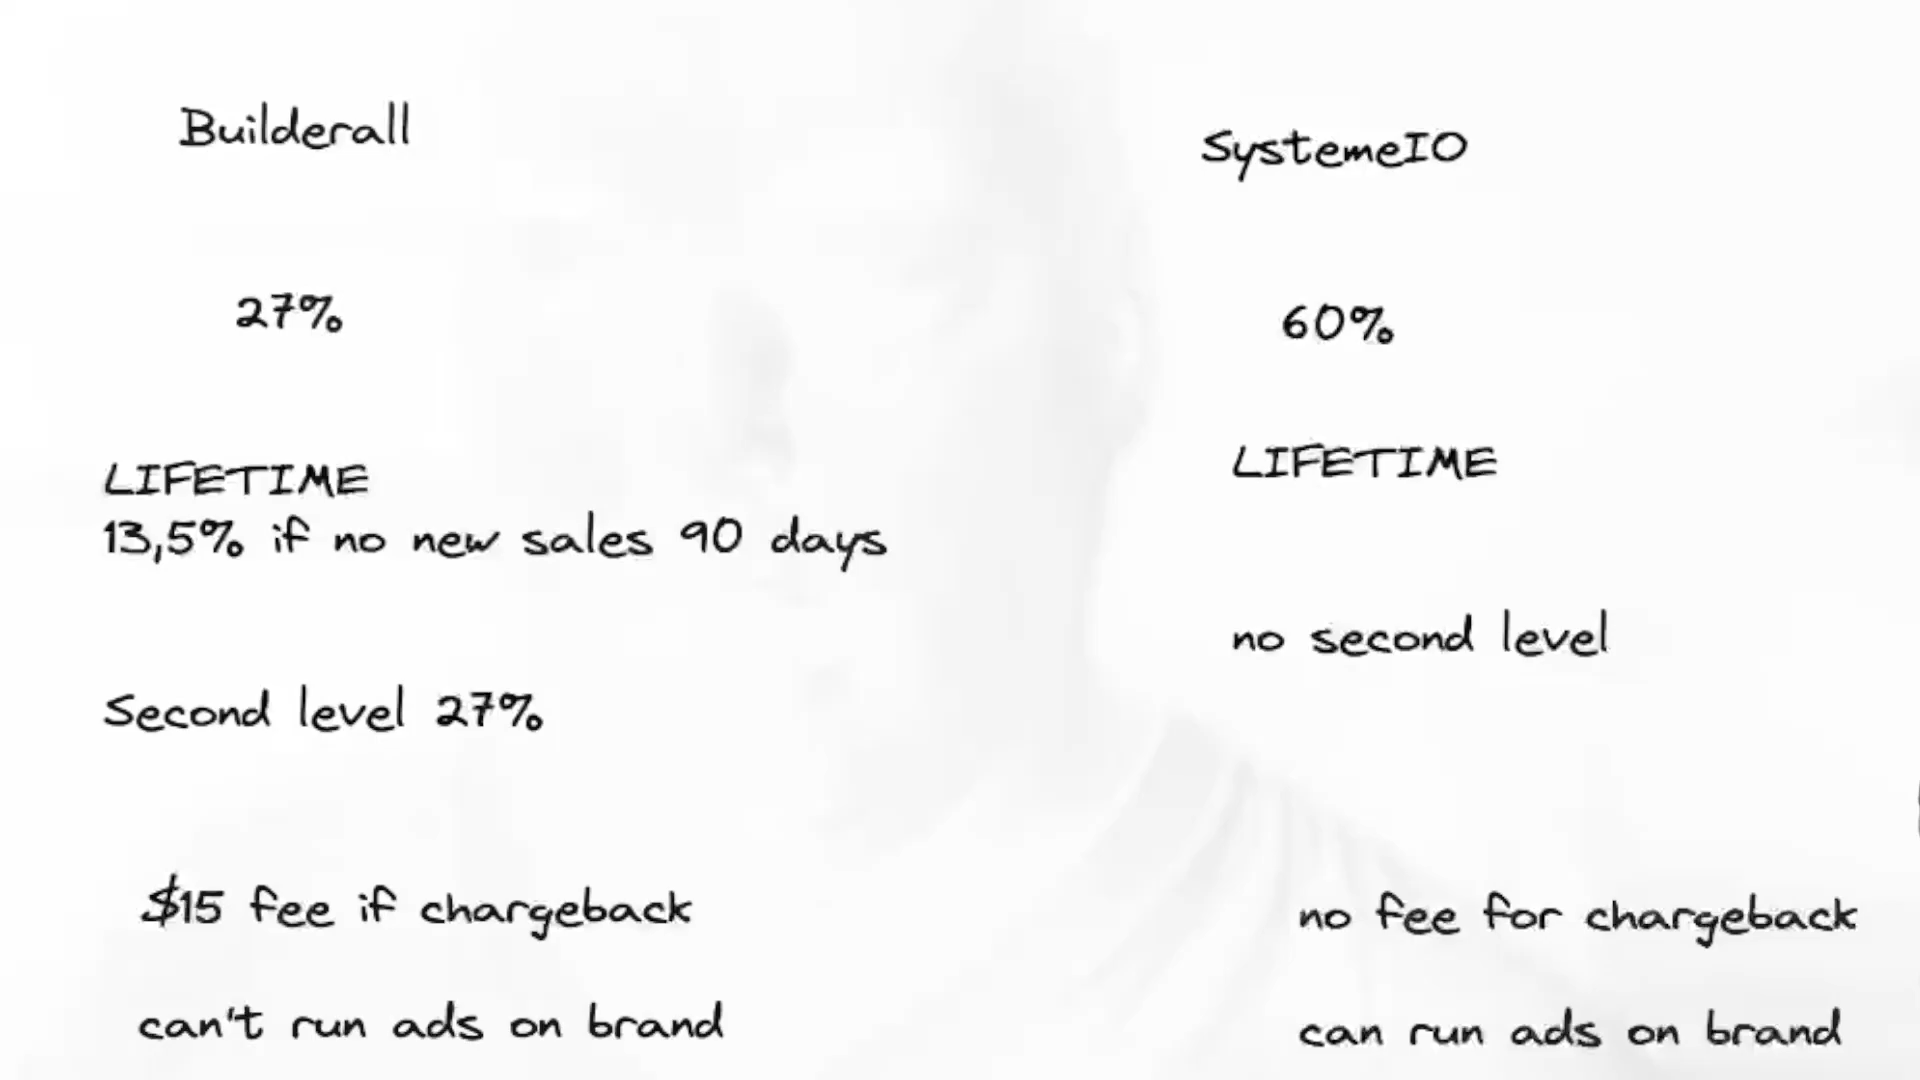 Builderall
27%
LIFETIME
13,5% if no new sales 90 days
Second level 27%
$15 fee if chargeback
can't run ads on brand
SystemeIO
60%
LIFETIME
no second level
no fee for chargeback
can run ads on brand